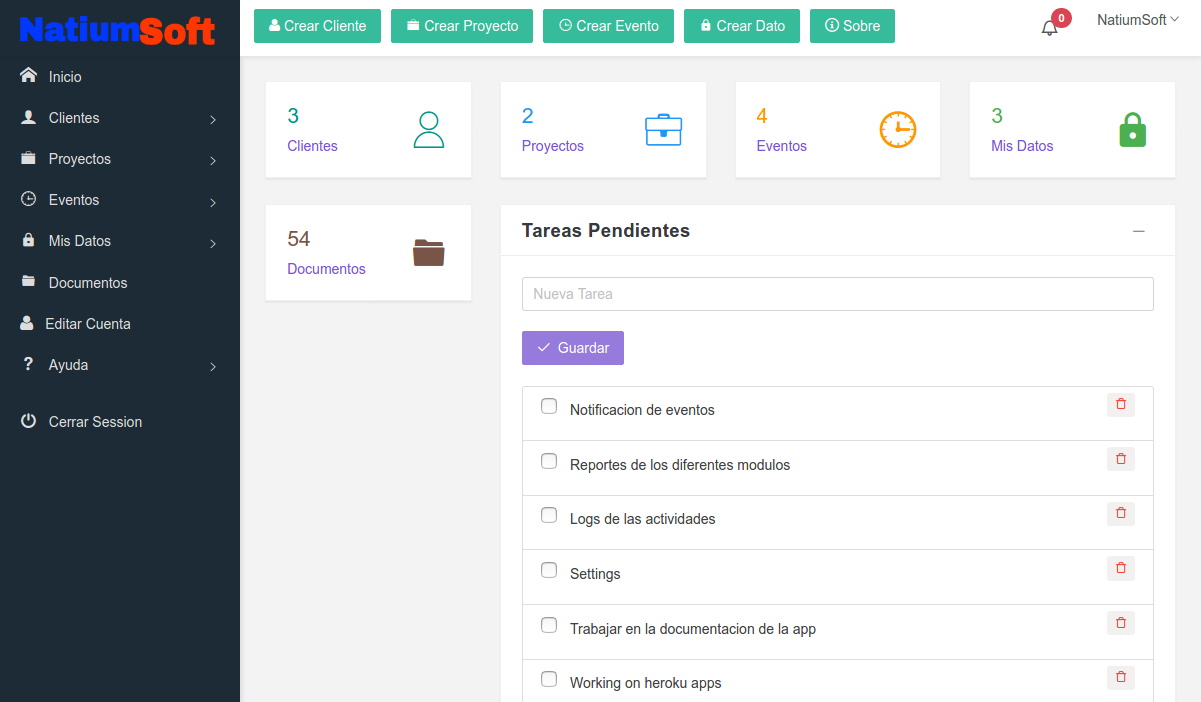 NatiumSoft
Crear Cliente
Crear Proyecto
Crear Evento
Crear Dato
Sobre
0
NatiumSoft
Inicio
Clientes
Proyectos
Eventos
Mis Datos
Documentos
Editar Cuenta
Ayuda
Cerrar Session
3
Clientes
2
Proyectos
4
Eventos
3
Mis Datos
54
Documentos
Tareas Pendientes
Nueva Tarea
Guardar
Notificacion de eventos
Reportes de los diferentes modulos
Logs de las actividades
Settings
Trabajar en la documentacion de la app
Working on heroku apps